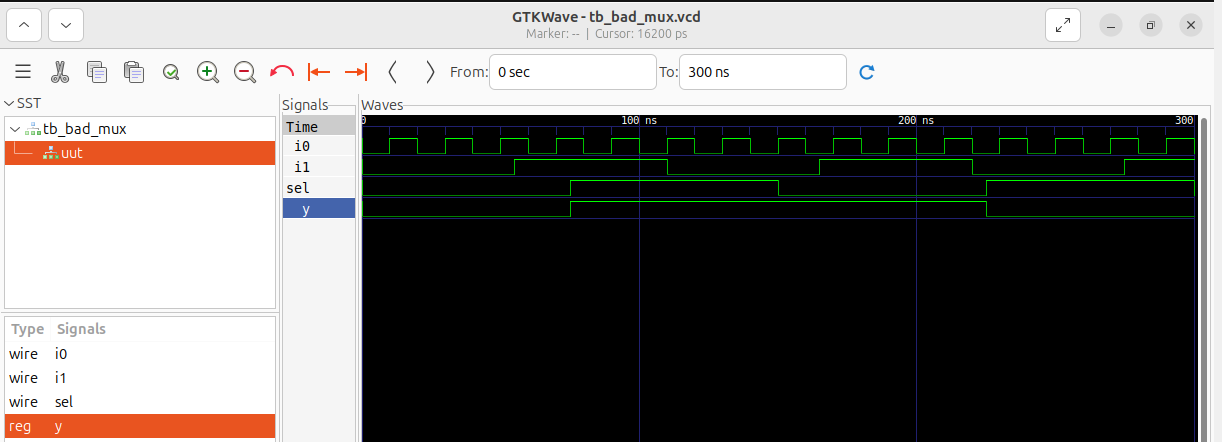 GTKWave - tb_bad_mux.vcd
Marker: -- | Cursor: 16200 ps
From: 0 sec To: 300 ns
SST
tb_bad_mux
uut
Type Signals
wire i0
wire i1
wire sel
reg y
Signals
Time
i0
i1
sel
y
Waves
0 100 ns 200 ns 300